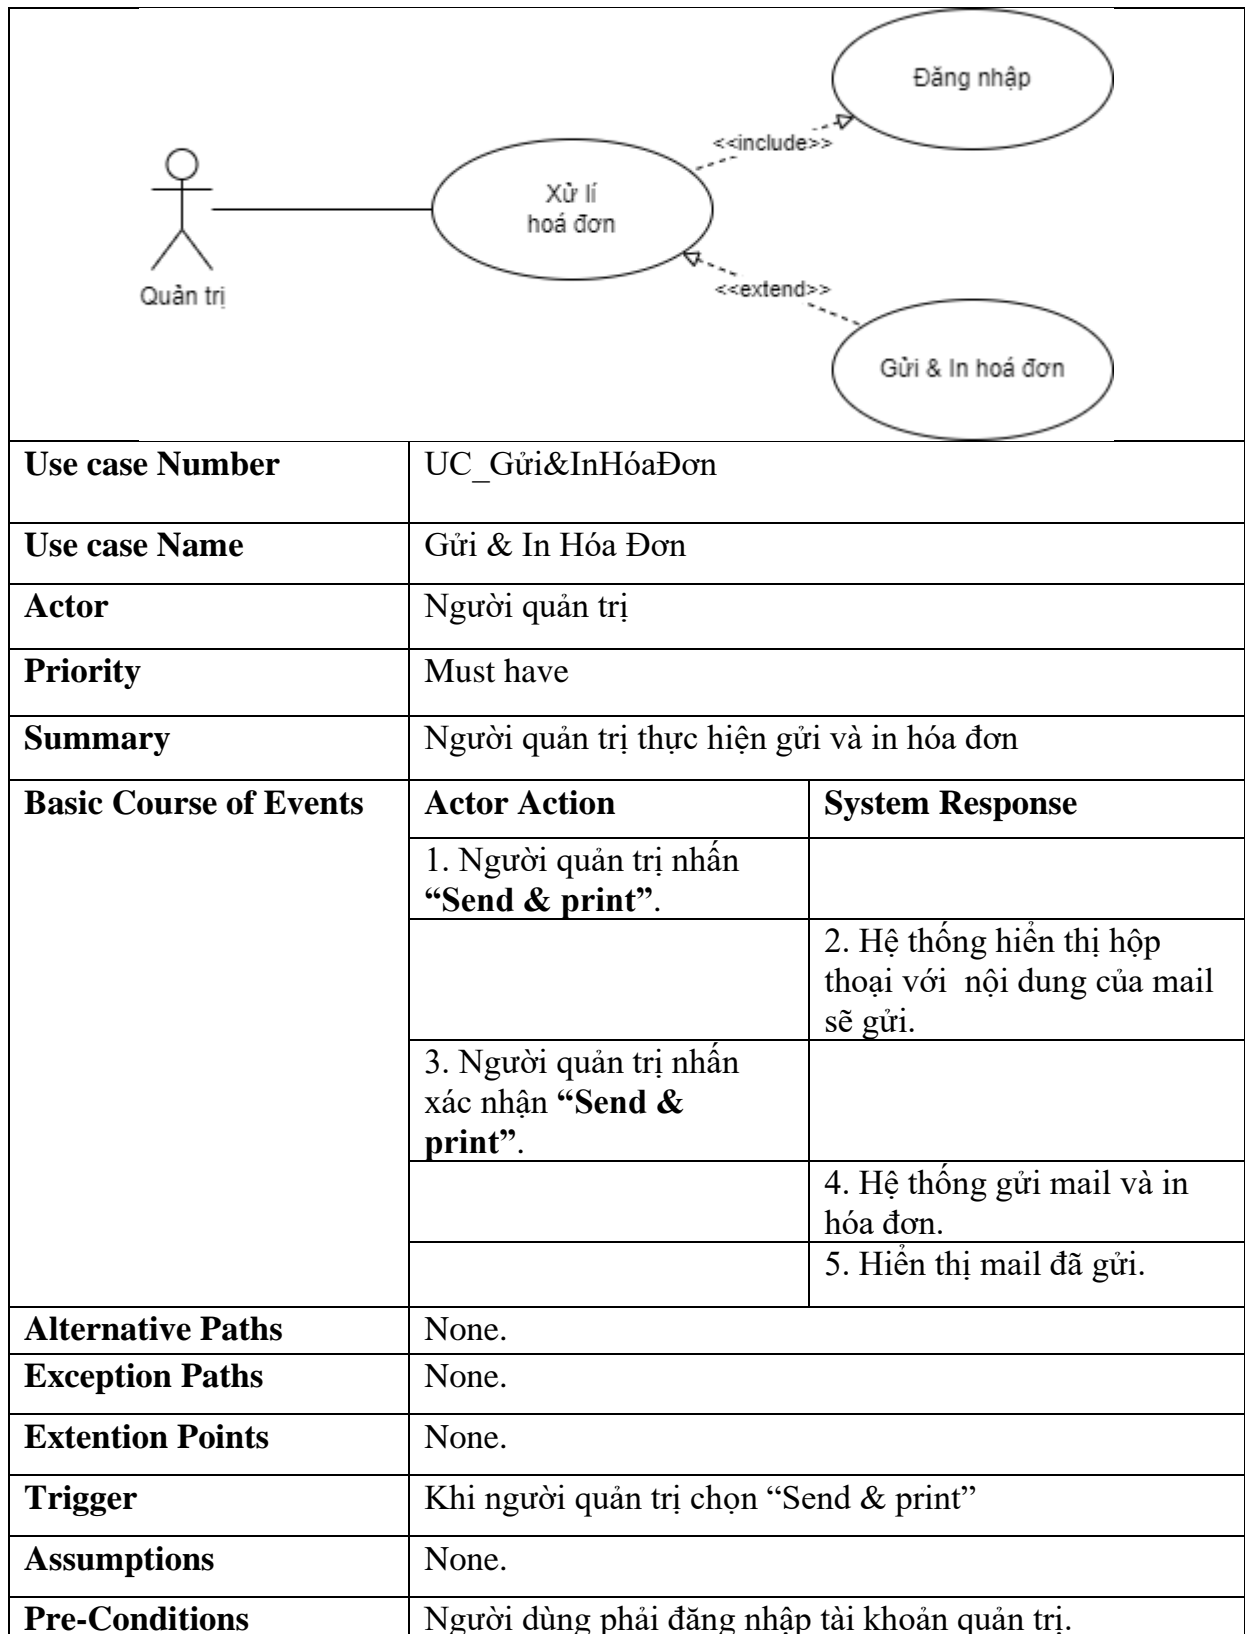 Đăng nhập
<<include>>
Xử lí
hoá đơn
Quản trị
<<extend>>
Gửi & In hoá đơn
Use case Number
UC_Gửi&InHóaĐơn
Use case Name
Gửi & In Hóa Đơn
Actor
Người quản trị
Priority
Must have
Summary
Người quản trị thực hiện gửi và in hóa đơn
Basic Course of Events
Actor Action
System Response
1. Người quản trị nhấn
“Send & print”.
2. Hệ thống hiển thị hộp
thoại với  nội dung của mail
sẽ gửi.
3. Người quản trị nhấn
xác nhận “Send &
print”.
4. Hệ thống gửi mail và in
hóa đơn.
5. Hiển thị mail đã gửi.
Alternative Paths
None.
Exception Paths
None.
Extention Points
None.
Trigger
Khi người quản trị chọn “Send & print”
Assumptions
None.
Pre-Conditions
Người dùng phải đăng nhập tài khoản quản trị.